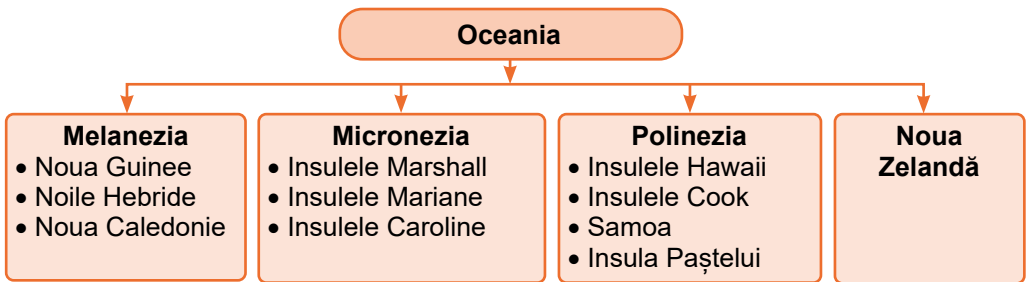 Oceania
Melanezia
• Noua Guinee
• Noile Hebride
• Noua Caledonie
Micronezia
• Insulele Marshall
• Insulele Mariane
• Insulele Caroline
Polinezia
• Insulele Hawaii
• Insulele Cook
• Samoa
• Insula Paștelui
Noua
Zelandă